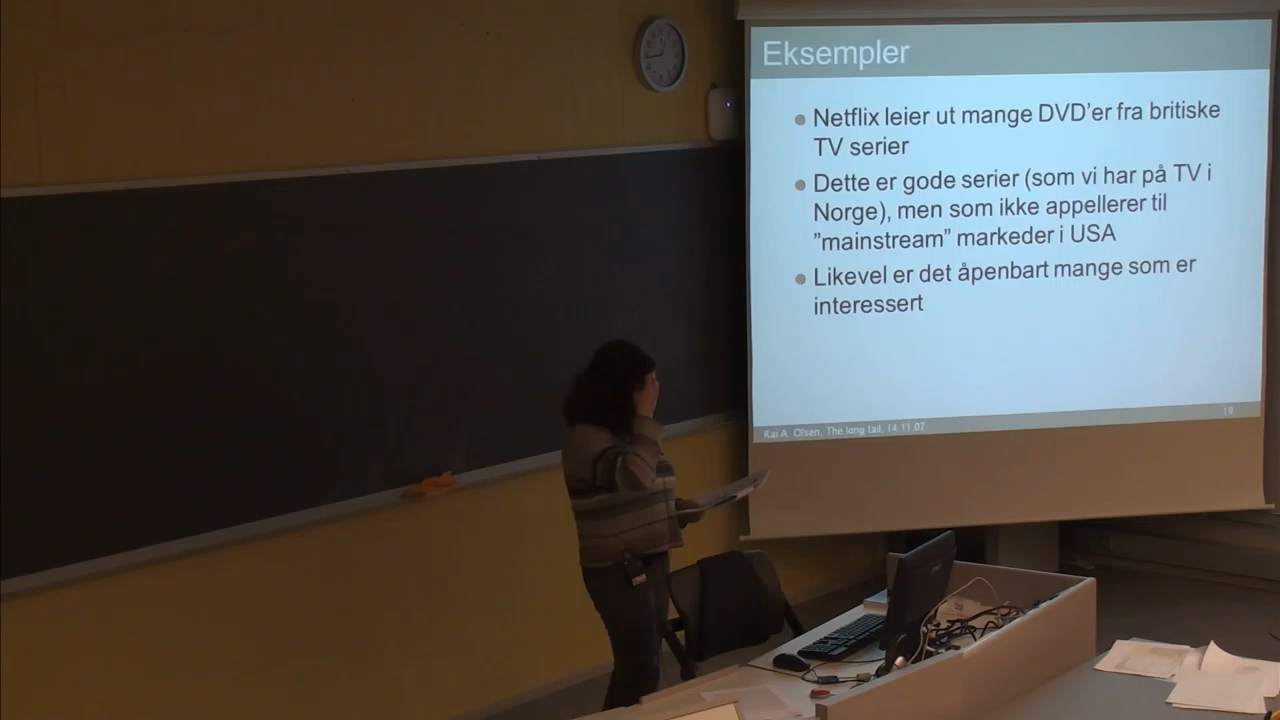 Eksempler
Netflix leier ut mange DVD'er fra britiske
TV serier
Dette er gode serier (som vi har på TV i
Norge), men som ikke appellerer til
”mainstream” markeder i USA
Likevel er det åpenbart mange som er
interessert
Kai A. Olsen, The long tail, 14.11.07